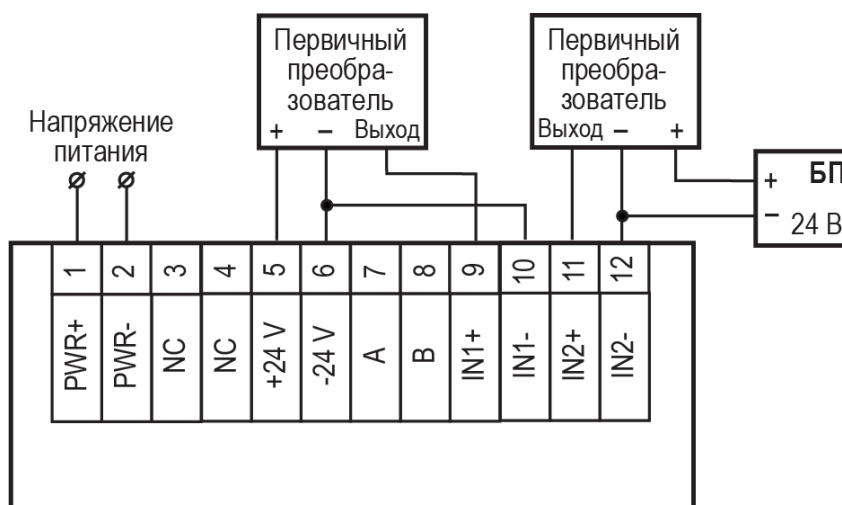 Первичный
преобра-
зователь
+ − Выход
Первичный
преобра-
зователь
Выход − +
Напряжение
питания
+ БП
− 24 В
1 2 3 4 5 6 7 8 9 10 11 12
PWR+ PWR- NC NC +24 V -24 V A B IN1+ IN1- IN2+ IN2-